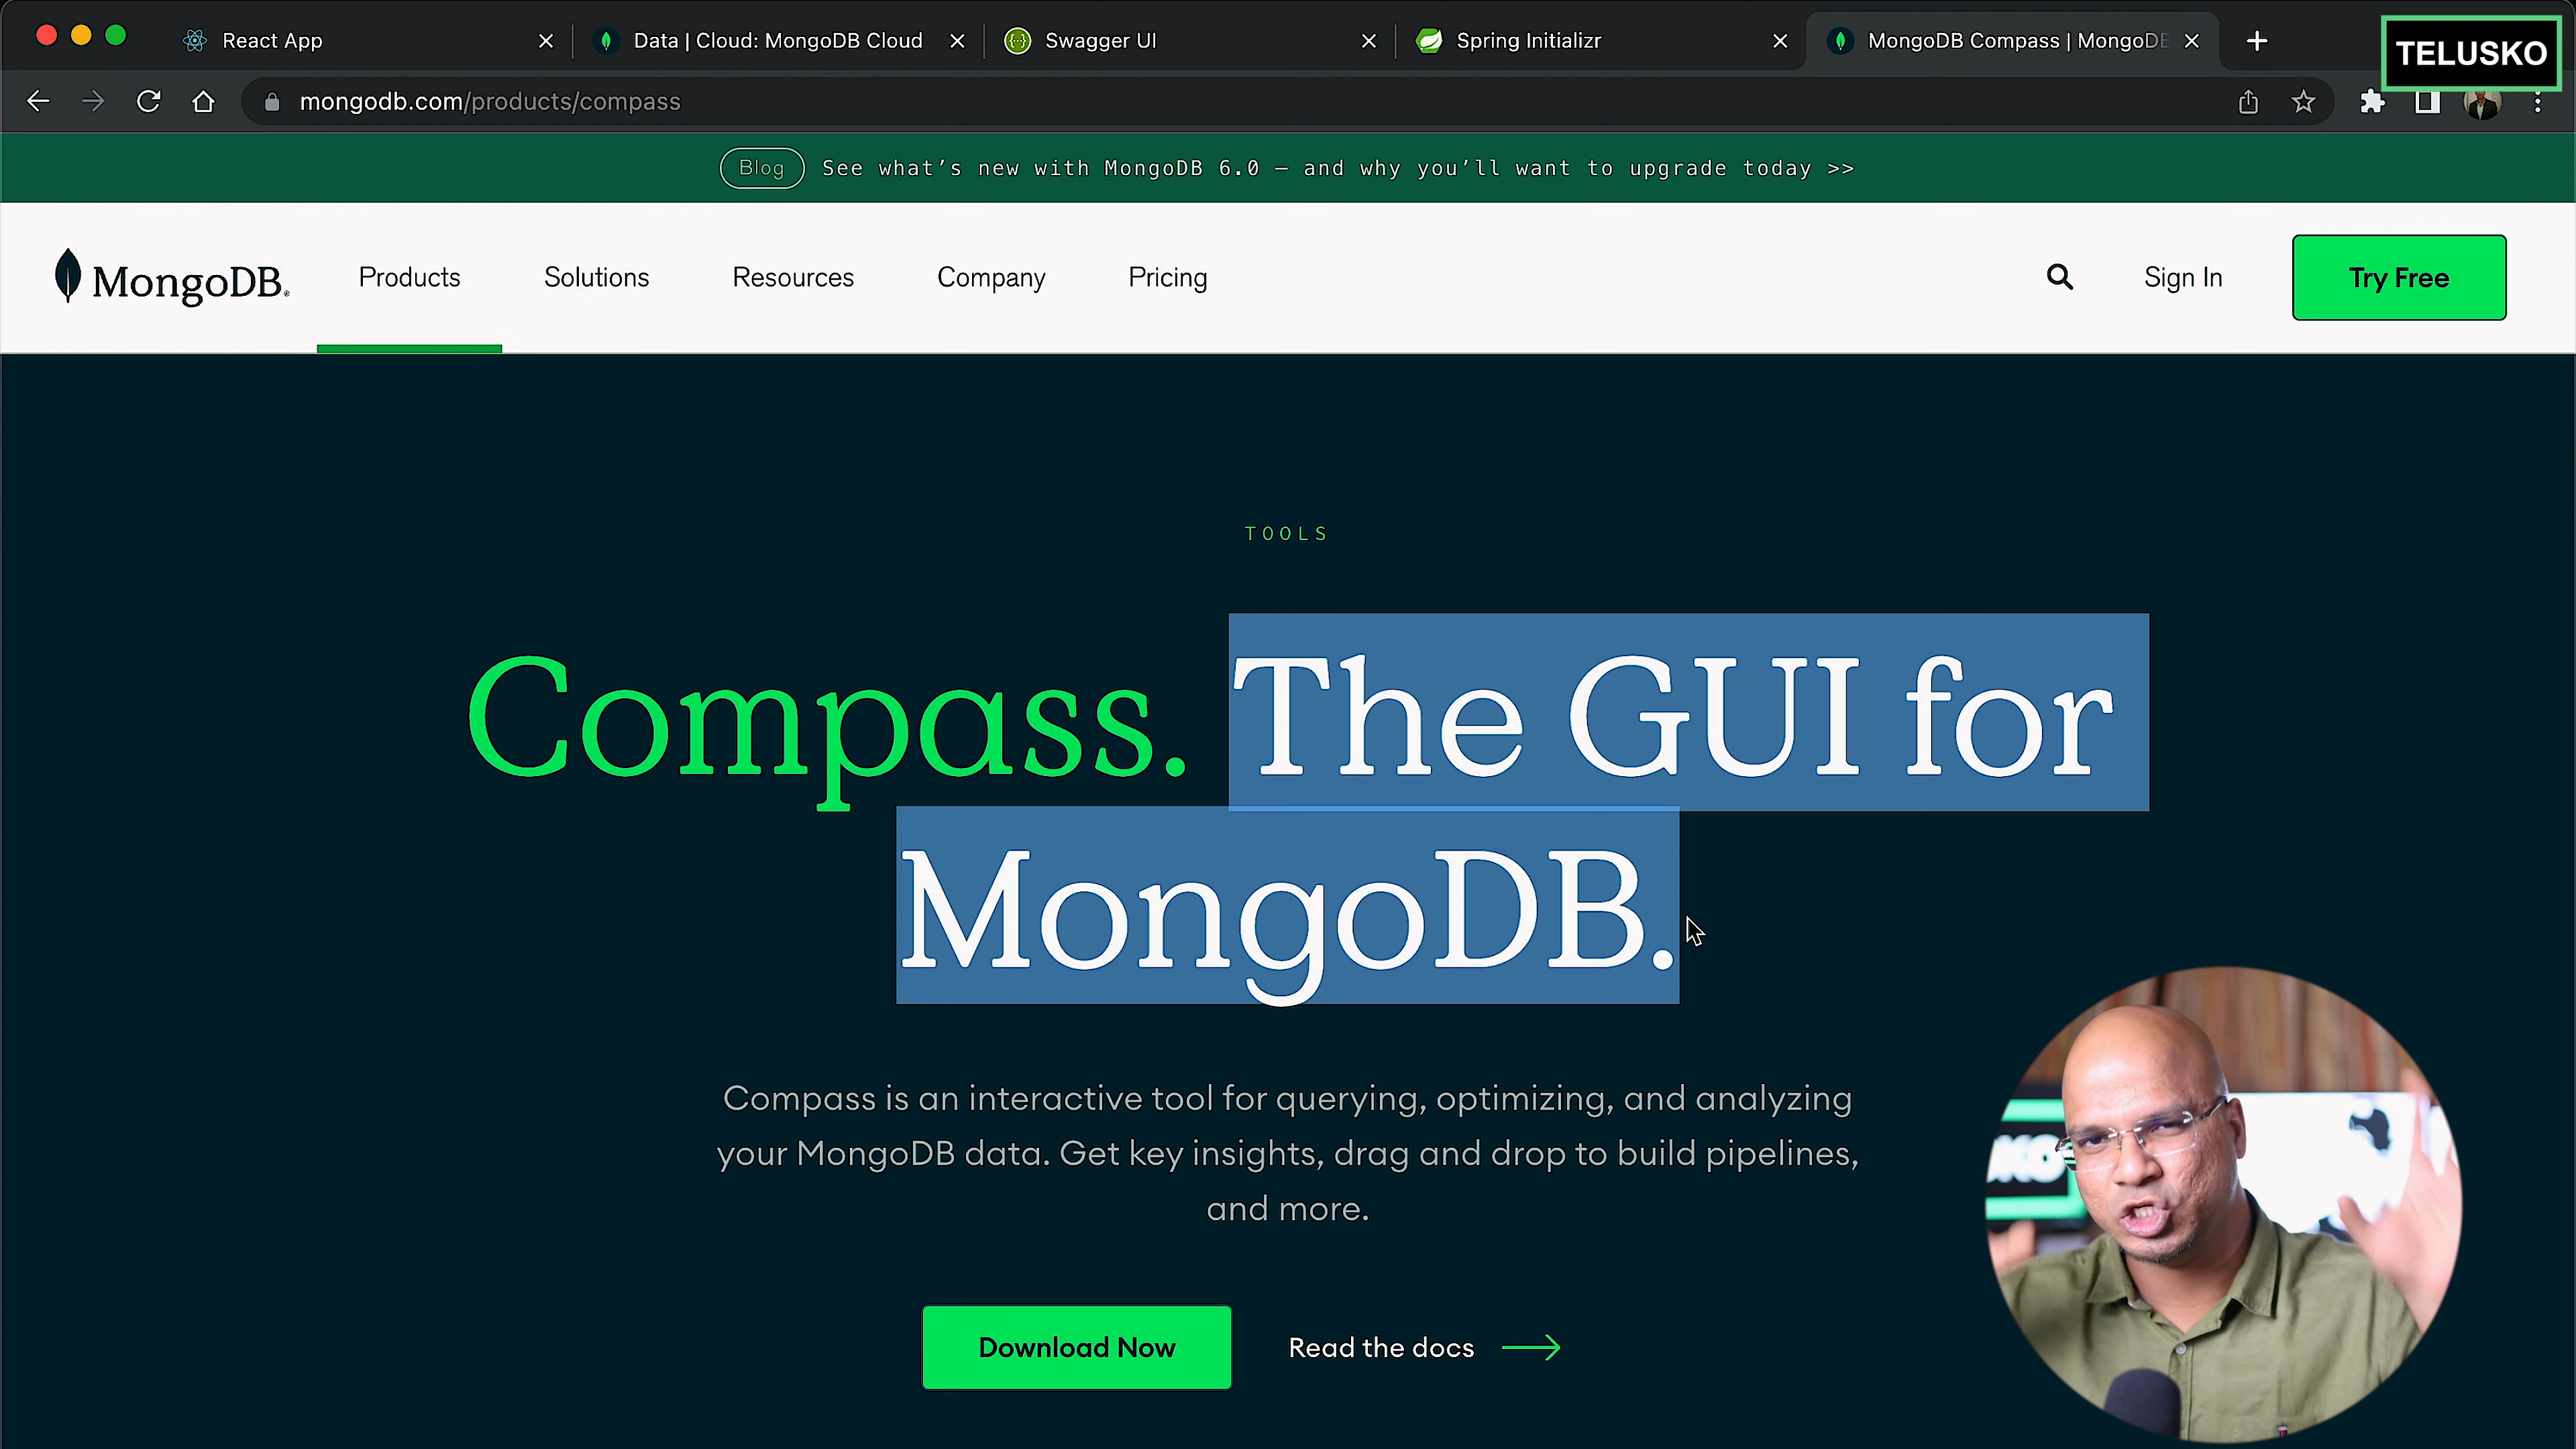 React App
Data | Cloud: MongoDB Cloud
Swagger UI
Spring Initializr
MongoDB Compass | MongoDB
TELUSKO
mongodb.com/products/compass
Blog See what’s new with MongoDB 6.0 — and why you’ll want to upgrade today >>
MongoDB®
Products
Solutions
Resources
Company
Pricing
Sign In
Try Free
TOOLS
Compass. The GUI for
MongoDB.
Compass is an interactive tool for querying, optimizing, and analyzing
your MongoDB data. Get key insights, drag and drop to build pipelines,
and more.
Download Now
Read the docs